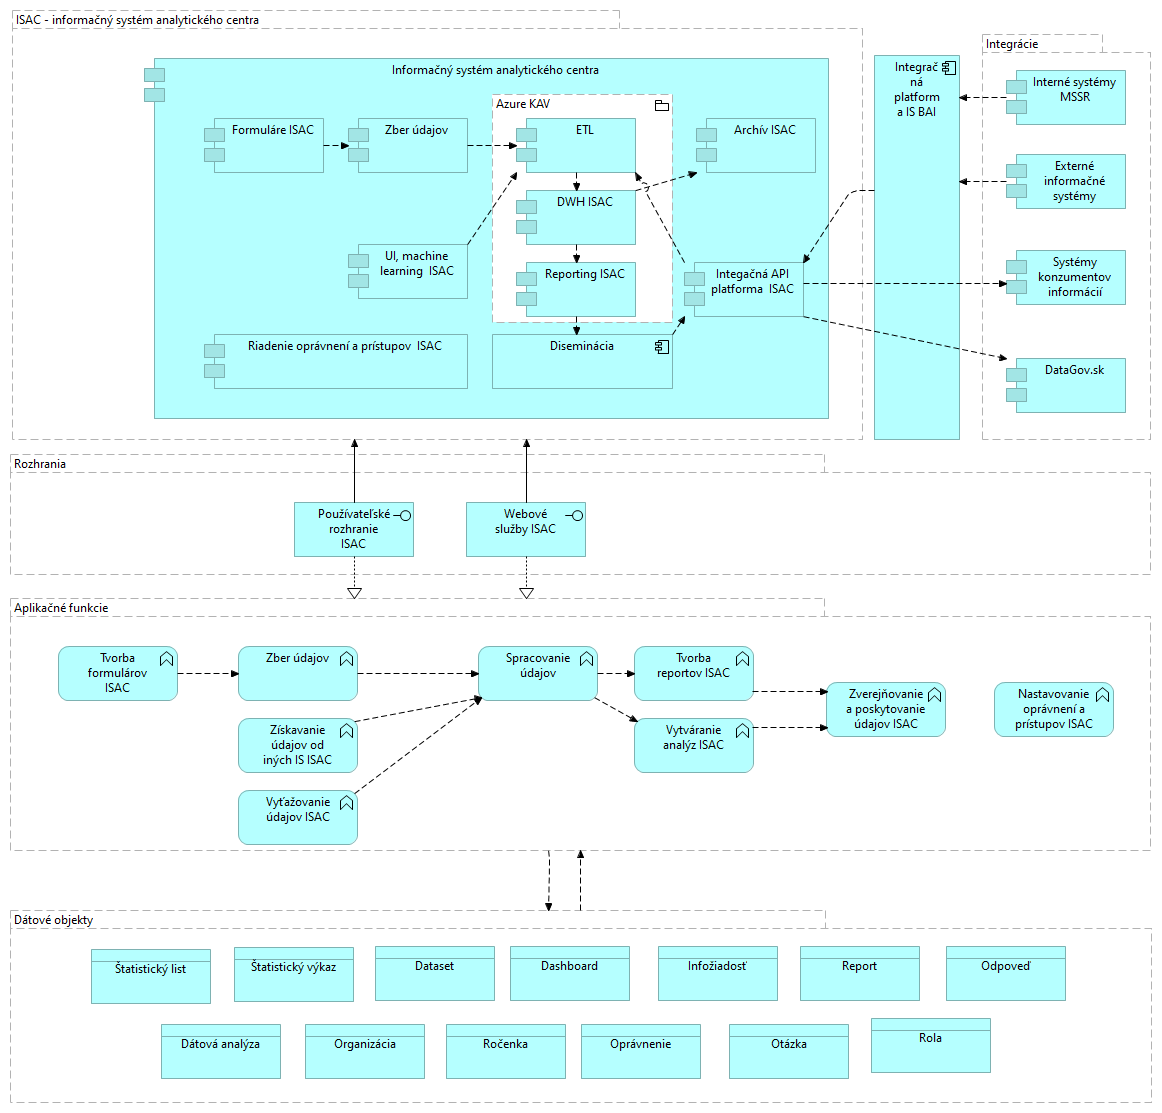 ISAC - informačný systém analytického centra
Integrácie
Informačný systém analytického centra
Integrač
ná
platform
a IS BAI
Interné systémy
MSSR
Azure KAV
Formuláre ISAC
Zber údajov
ETL
Archív ISAC
Externé
informačné
systémy
DWH ISAC
UI, machine
learning  ISAC
Reporting ISAC
Integačná API
platforma  ISAC
Systémy
konzumentov
informácií
Riadenie oprávnení a prístupov  ISAC
Diseminácia
DataGov.sk
Rozhrania
Používateľské
rozhranie
ISAC
Webové
služby ISAC
Aplikačné funkcie
Tvorba
formulárov
ISAC
Zber údajov
Spracovanie
údajov
Tvorba
reportov ISAC
Zverejňovanie
a poskytovanie
údajov ISAC
Nastavovanie
oprávnení a
prístupov ISAC
Získavanie
údajov od
iných IS ISAC
Vytváranie
analýz ISAC
Vyťažovanie
údajov ISAC
Dátové objekty
Štatistický list
Štatistický výkaz
Dataset
Dashboard
Infožiadosť
Report
Odpoveď
Dátová analýza
Organizácia
Ročenka
Oprávnenie
Otázka
Rola